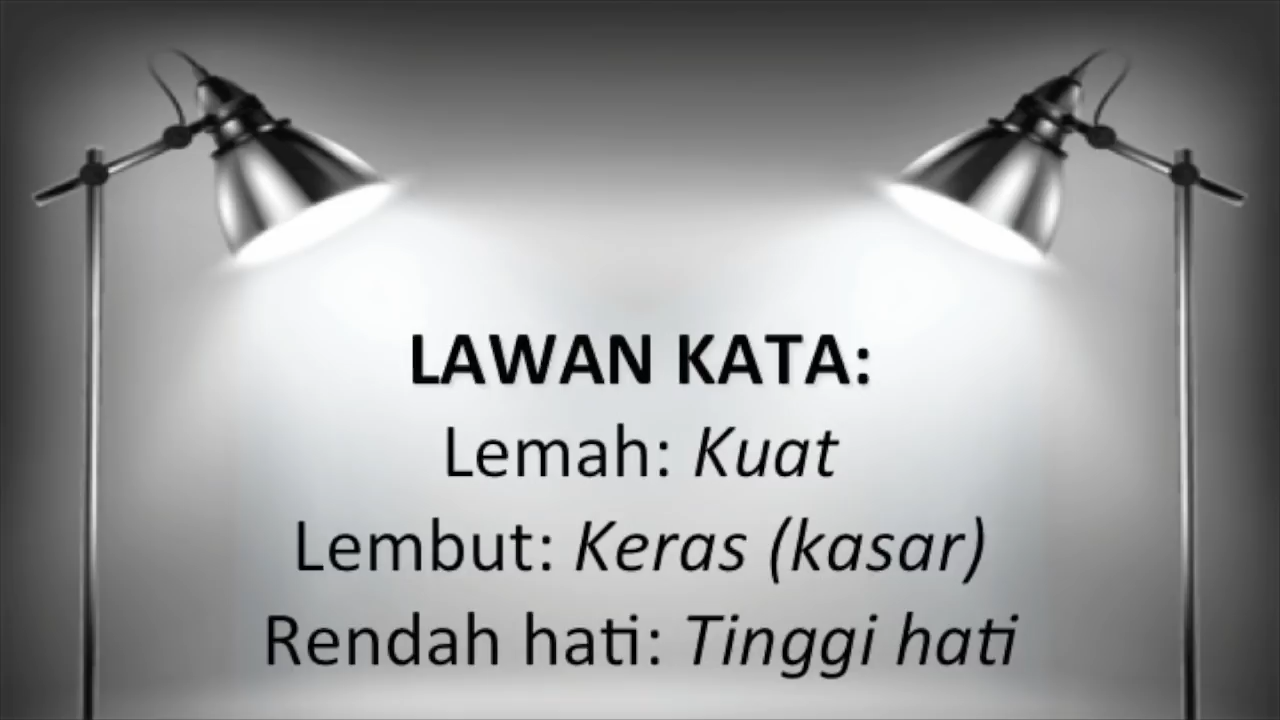 LAWAN KATA:
Lemah: Kuat
Lembut: Keras (kasar)
Rendah hati: Tinggi hati